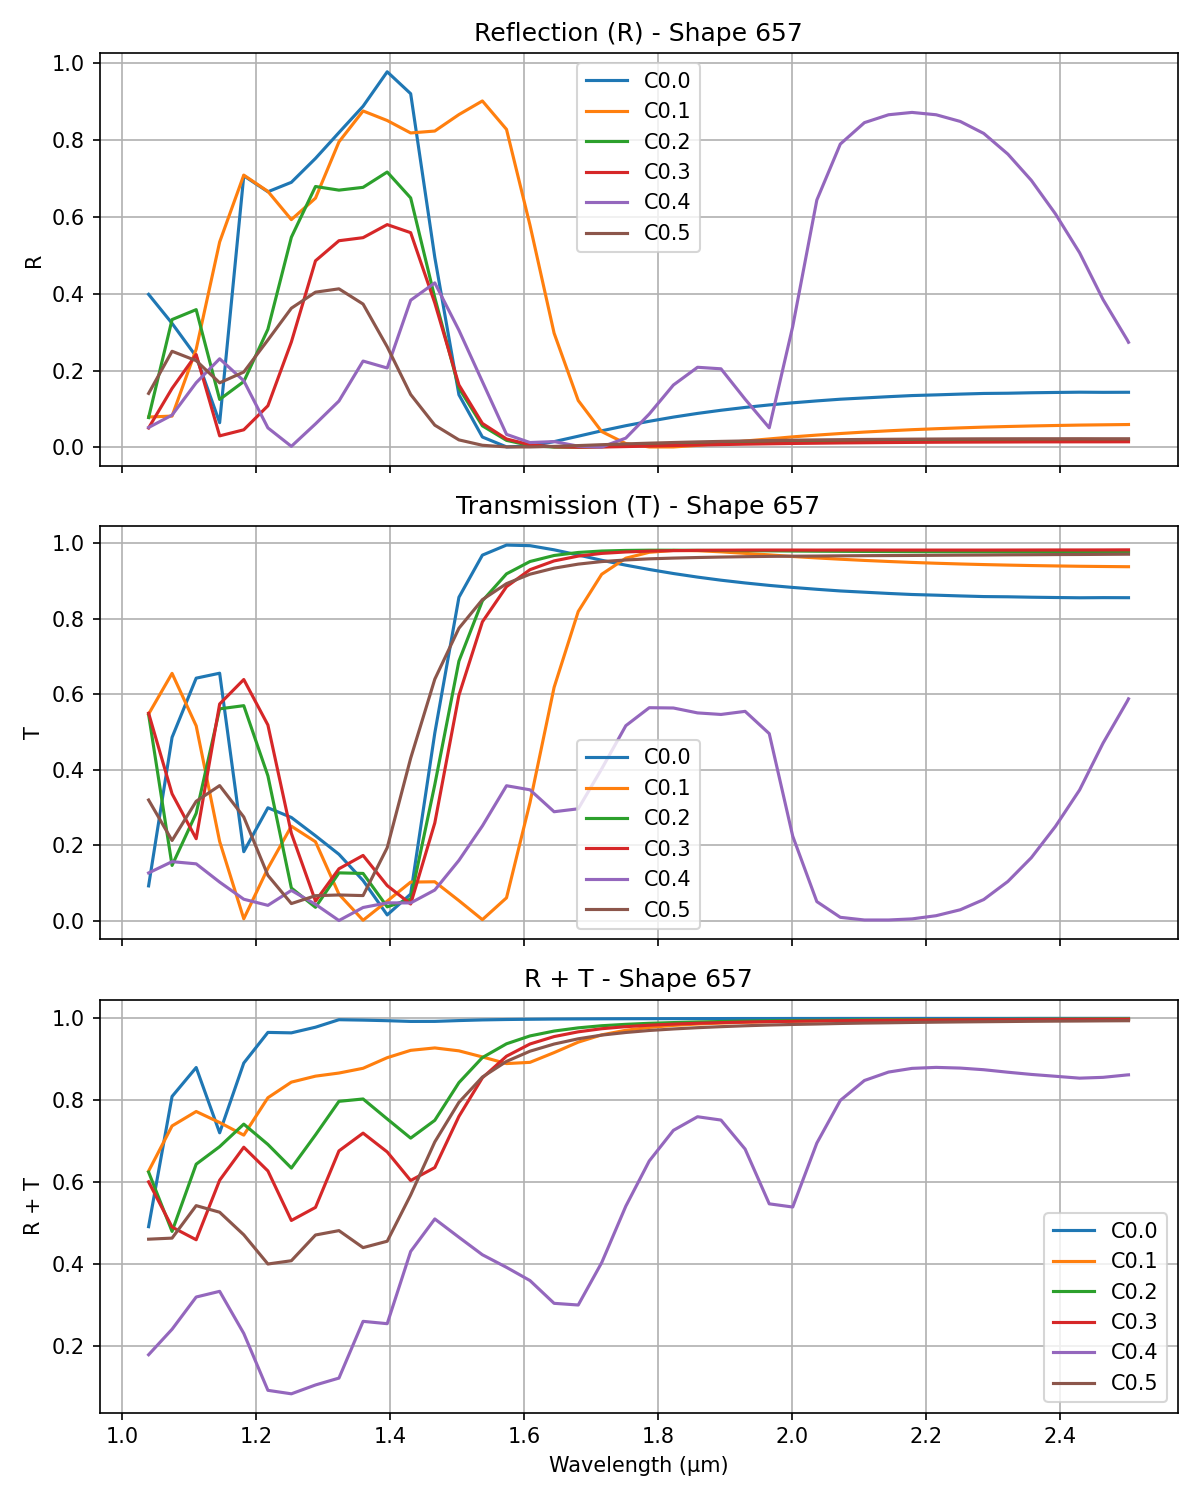 Reflection (R) - Shape 657
1.0
0.8
0.6
0.4
0.2
0.0
R
C0.0
C0.1
C0.2
C0.3
C0.4
C0.5
Transmission (T) - Shape 657
1.0
0.8
0.6
0.4
0.2
0.0
T
C0.0
C0.1
C0.2
C0.3
C0.4
C0.5
R + T - Shape 657
1.0
0.8
0.6
0.4
0.2
R + T
C0.0
C0.1
C0.2
C0.3
C0.4
C0.5
1.0 1.2 1.4 1.6 1.8 2.0 2.2 2.4
Wavelength (μm)